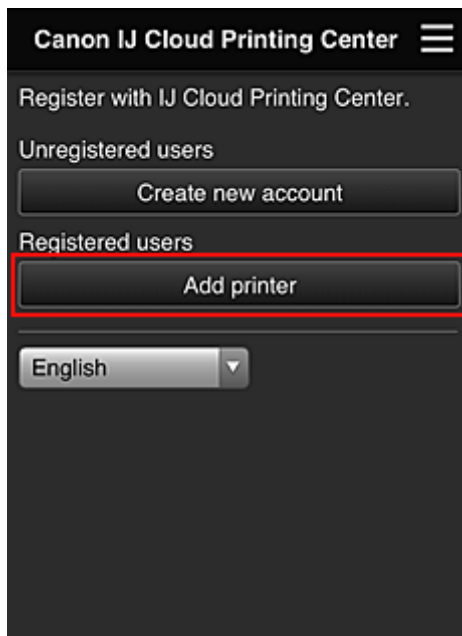 Canon IJ Cloud Printing Center
Register with IJ Cloud Printing Center.
Unregistered users
Create new account
Registered users
Add printer
English